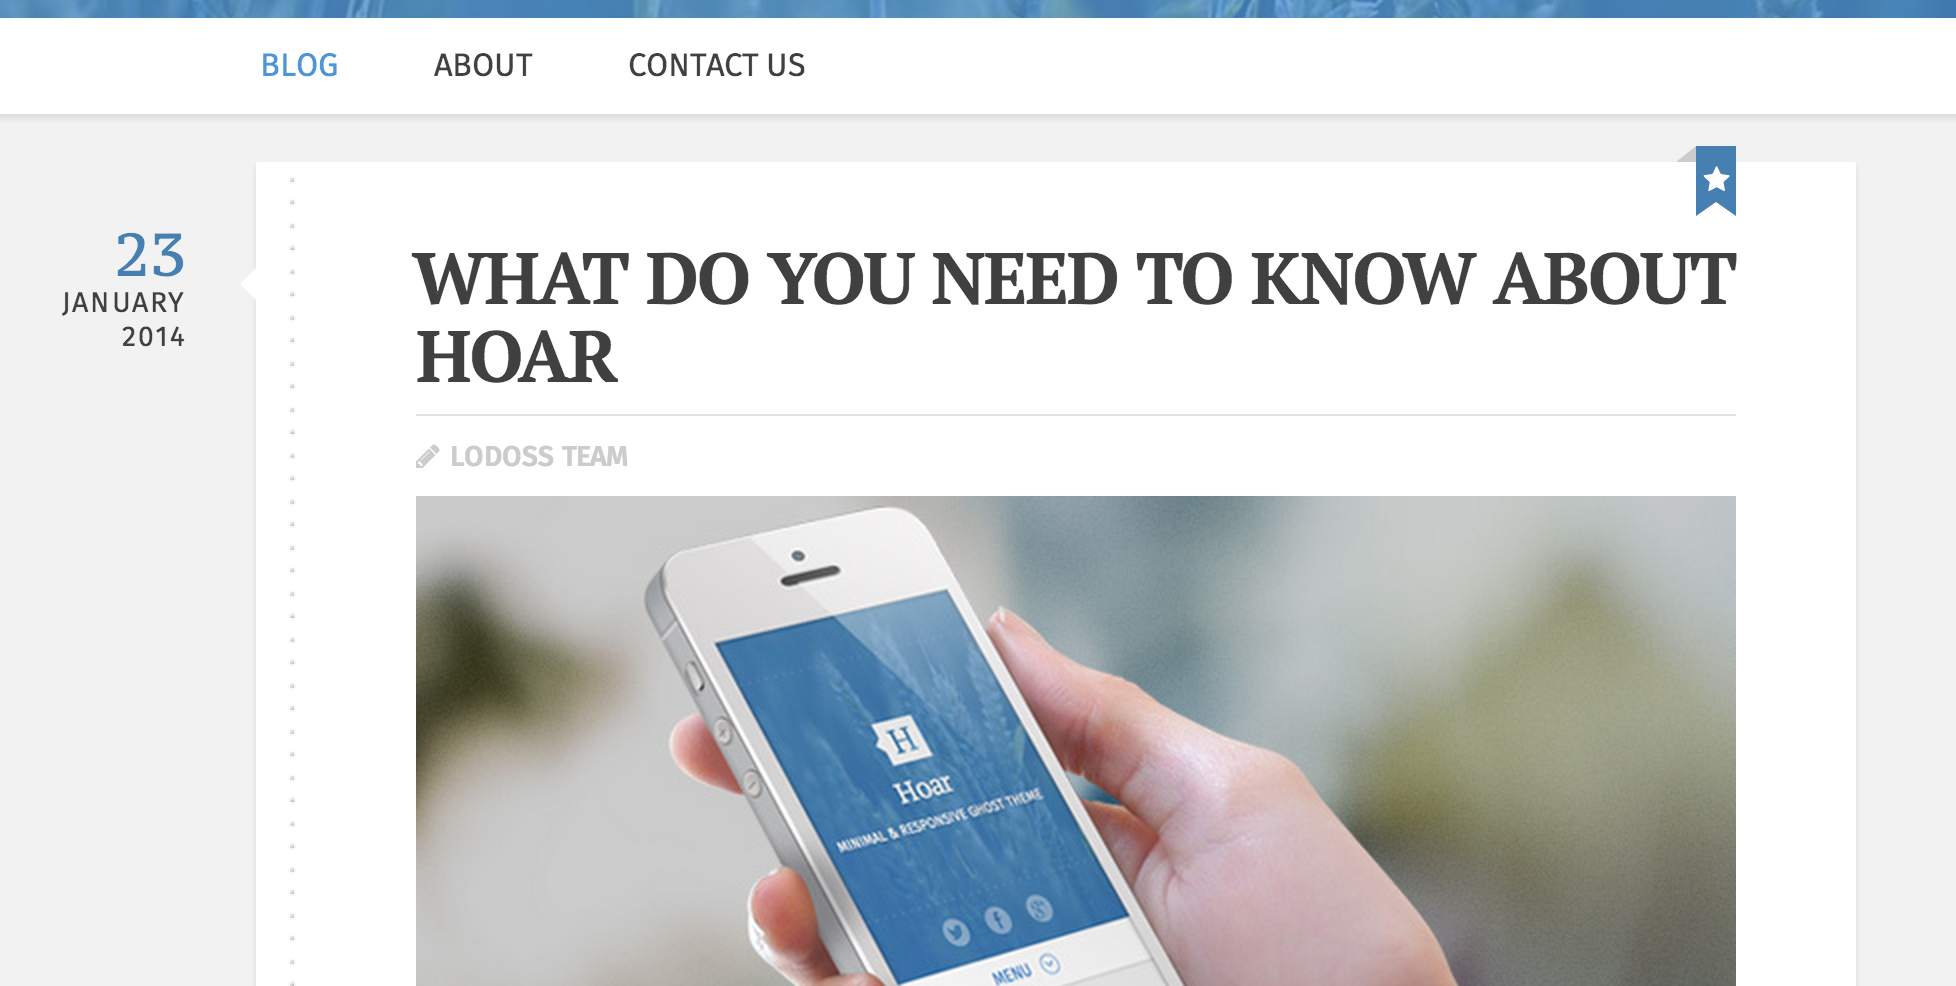 BLOG ABOUT CONTACT US
23
JANUARY
2014
WHAT DO YOU NEED TO KNOW ABOUT
HOAR
LODOSS TEAM
H
Hoar
MINIMAL & RESPONSIVE GHOST THEME
MENU